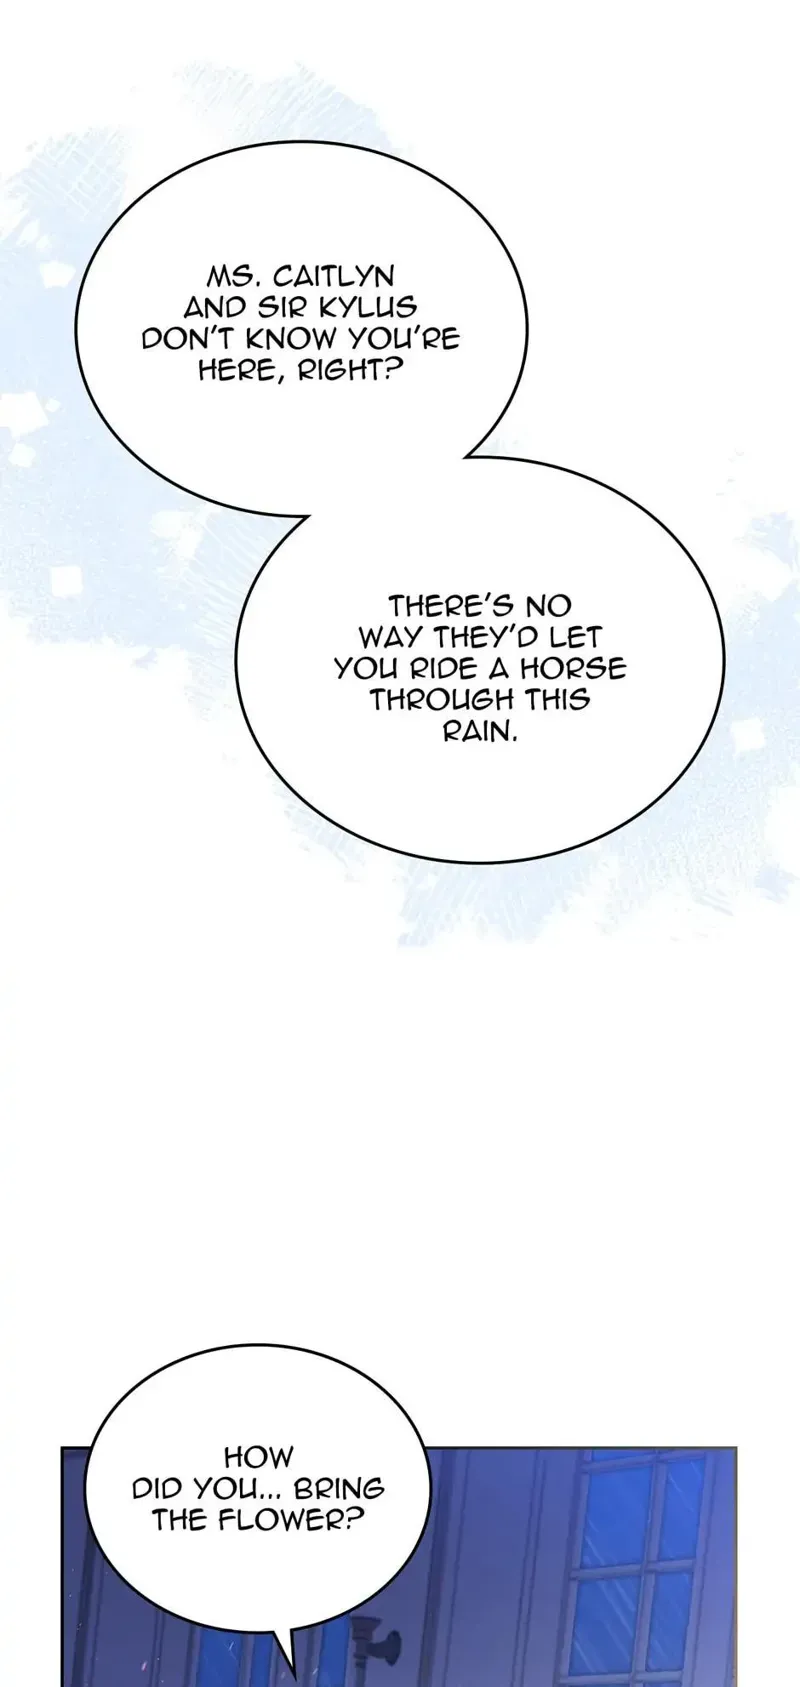 MS. CAITLYN
AND SIR KYLUS
DON'T KNOW YOU'RE
HERE, RIGHT?
THERE'S NO
WAY THEY'D LET
YOU RIDE A HORSE
THROUGH THIS
RAIN.
HOW
DID YOU... BRING
THE FLOWER?